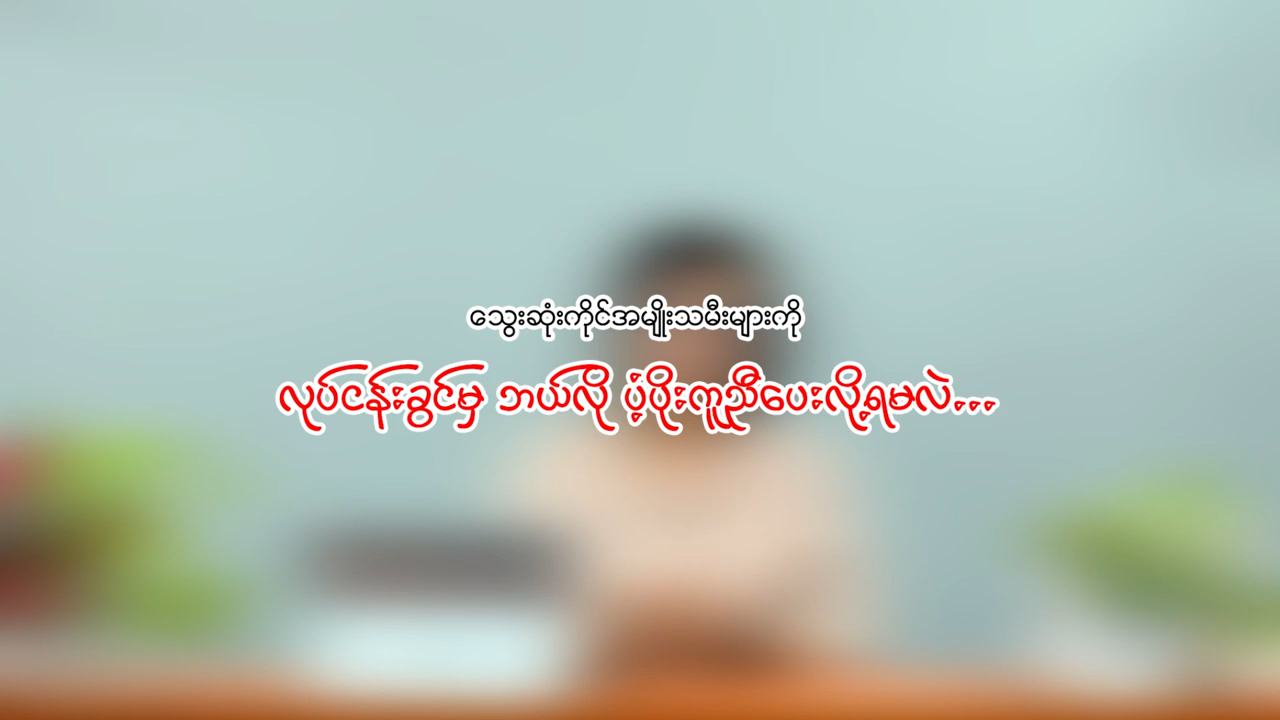 သွေးဆုံးကိုင်အမျိုးသမီးများကို
လုပ်ငန်းခွင်မှ ဘယ်လို ပံ့ပိုးကူညီပေးလို့ရမလဲ...